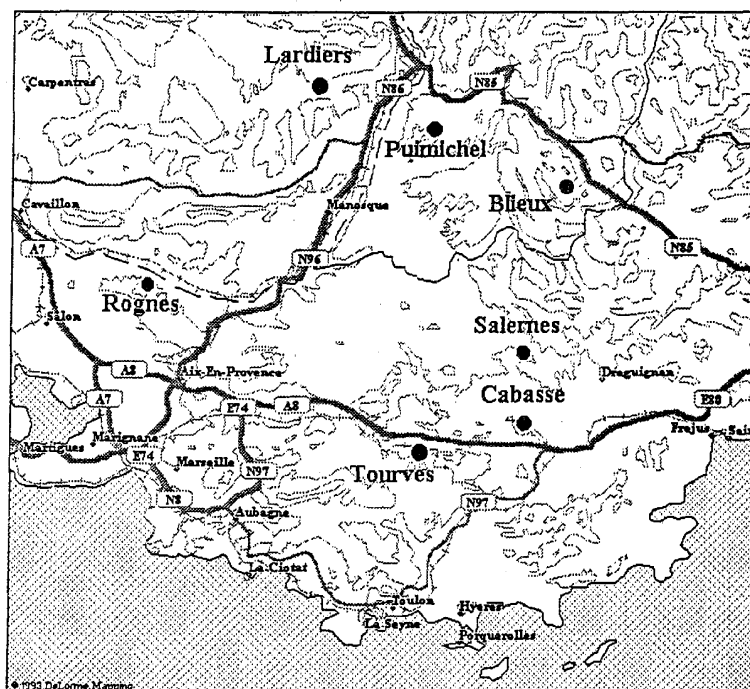 Lardiers
Carpentras
N86
N85
Puimichel
Blieux
Cavaillon
Manosque
A7
N96
N85
Rognes
Salon
Salernes
A8
Aix-En-Provence
Draguignan
A7
E74
A8
Cabasse
E80
Martigues
Marignane
E74
Marseille
N97
Tourves
Frejus
Sain
N8
Aubagne
N97
La Ciotat
Toulon
La Seyne
Hyeres
Porquerolles
© 1993 DeLorme Mapping